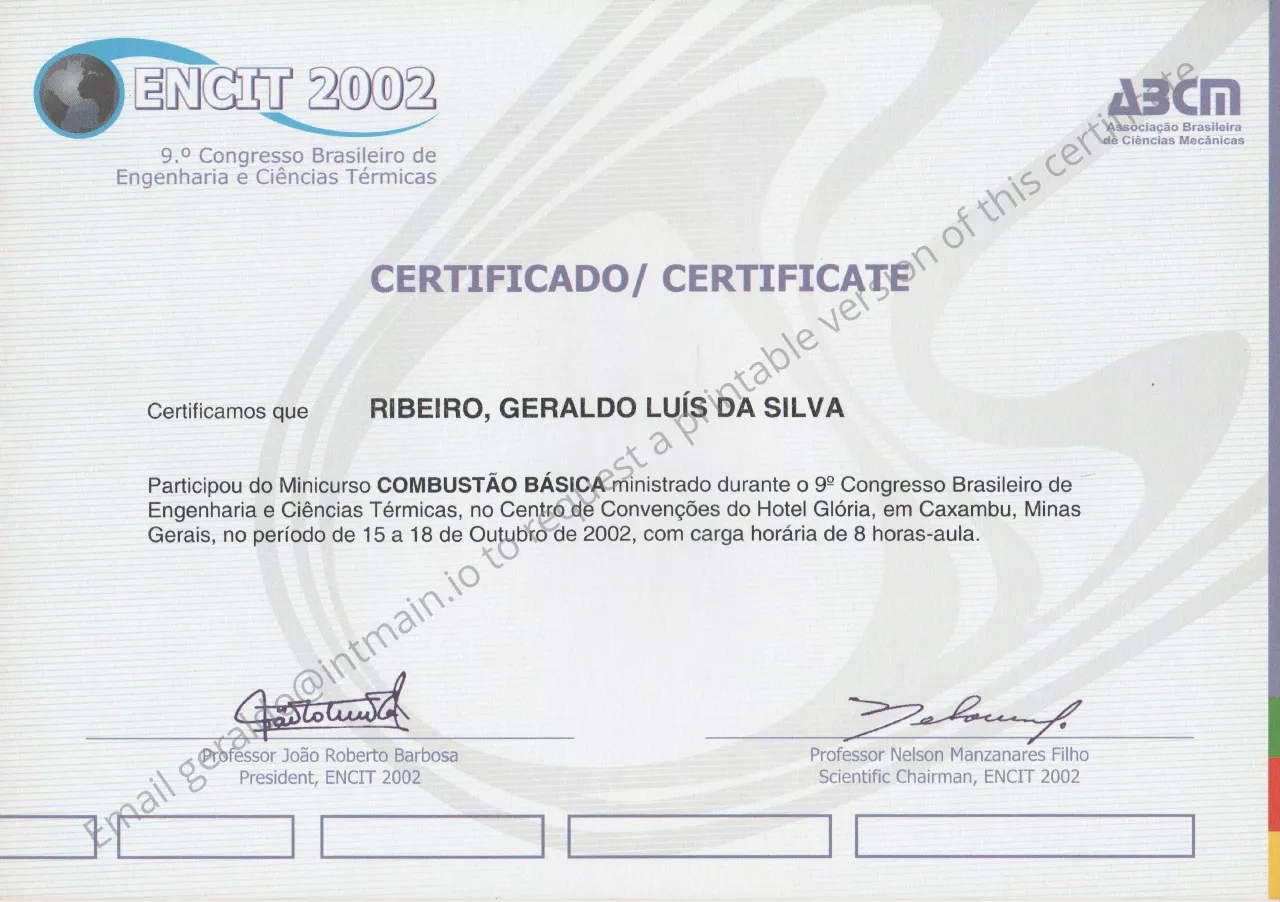 ENCIT 2002
9.º Congresso Brasileiro de
Engenharia e Ciências Térmicas
ABCM
Associação Brasileira
de Ciências Mecânicas
CERTIFICADO/ CERTIFICATE
Certificamos que RIBEIRO, GERALDO LUÍS DA SILVA
Participou do Minicurso COMBUSTÃO BÁSICA ministrado durante o 9º Congresso Brasileiro de
Engenharia e Ciências Térmicas, no Centro de Convenções do Hotel Glória, em Caxambu, Minas
Gerais, no período de 15 a 18 de Outubro de 2002, com carga horária de 8 horas-aula.
Professor João Roberto Barbosa
President, ENCIT 2002
Professor Nelson Manzanares Filho
Scientific Chairman, ENCIT 2002
Email geraldo@intmain.io to request a printable version of this certificate